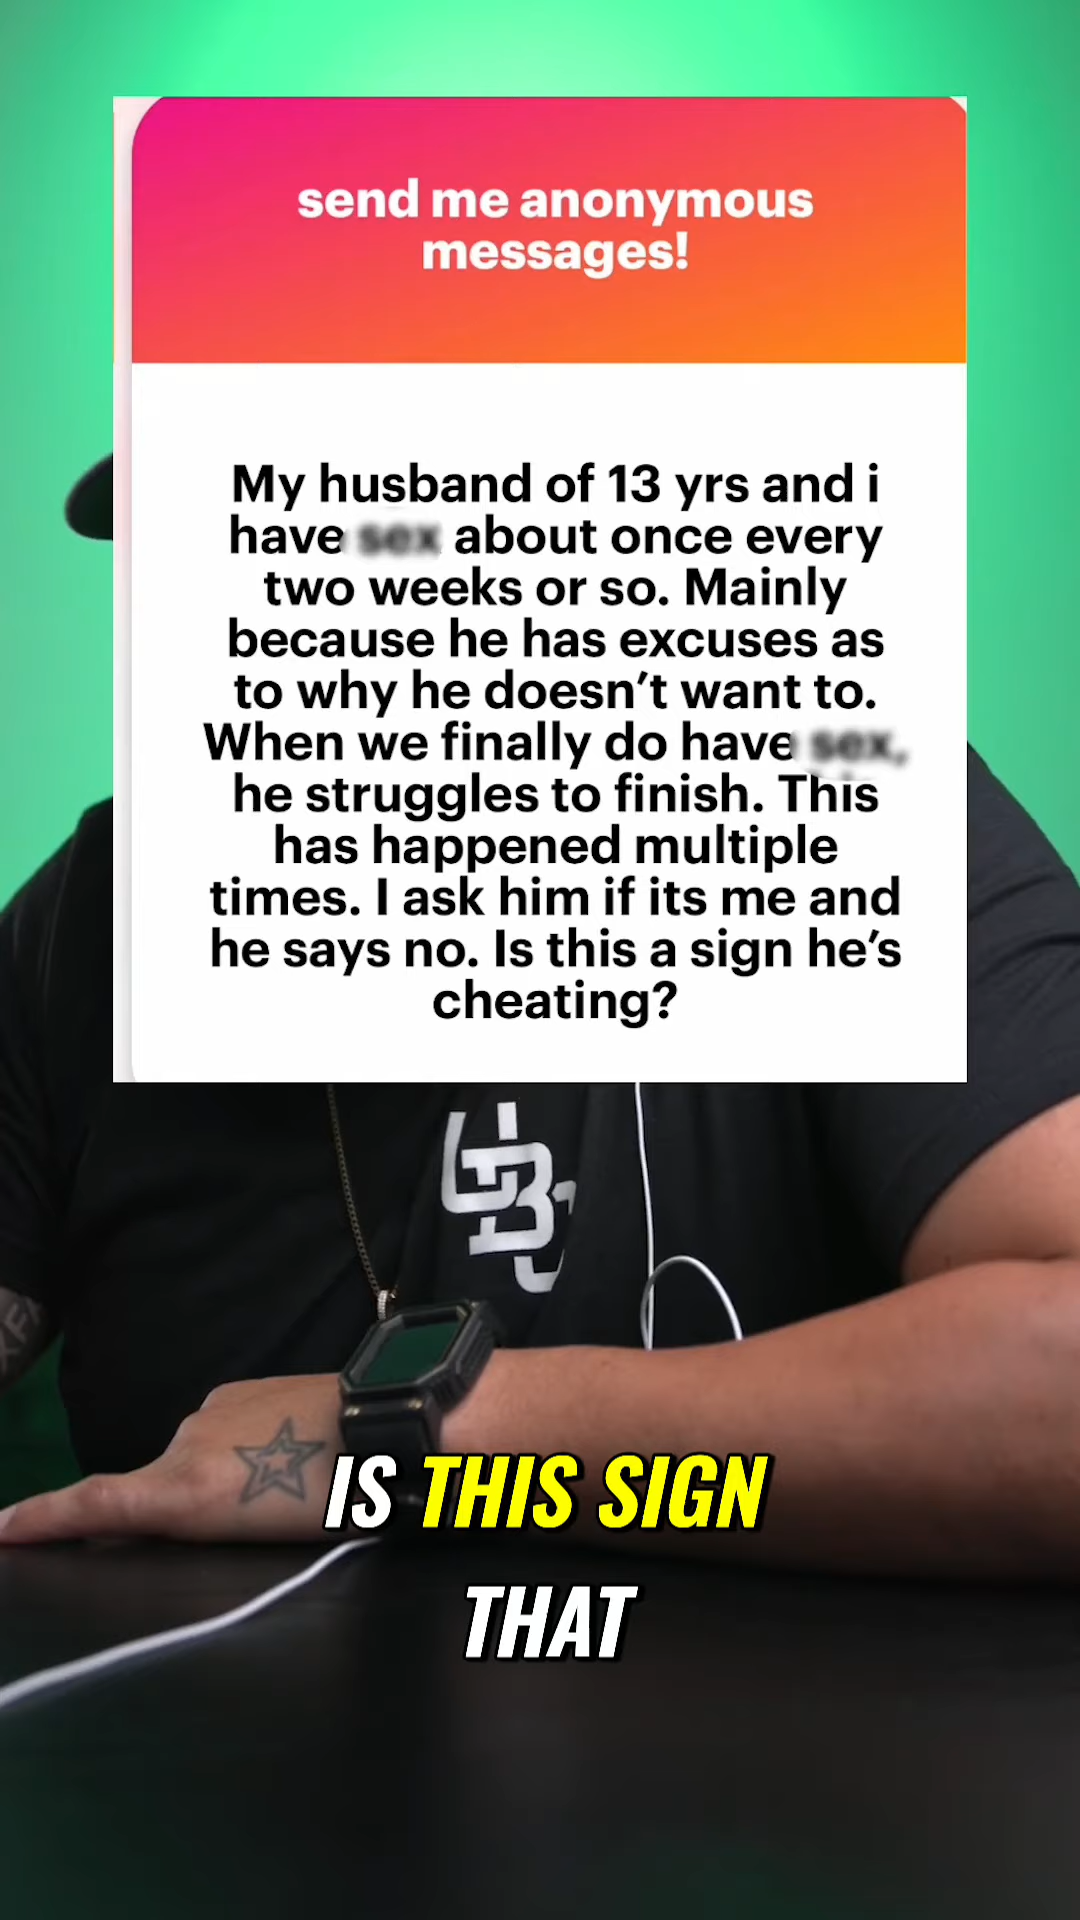 send me anonymous
messages!
My husband of 13 yrs and i
have sex about once every
two weeks or so. Mainly
because he has excuses as
to why he doesn't want to.
When we finally do have sex,
he struggles to finish. This
has happened multiple
times. I ask him if its me and
he says no. Is this a sign he's
cheating?
IS THIS SIGN
THAT